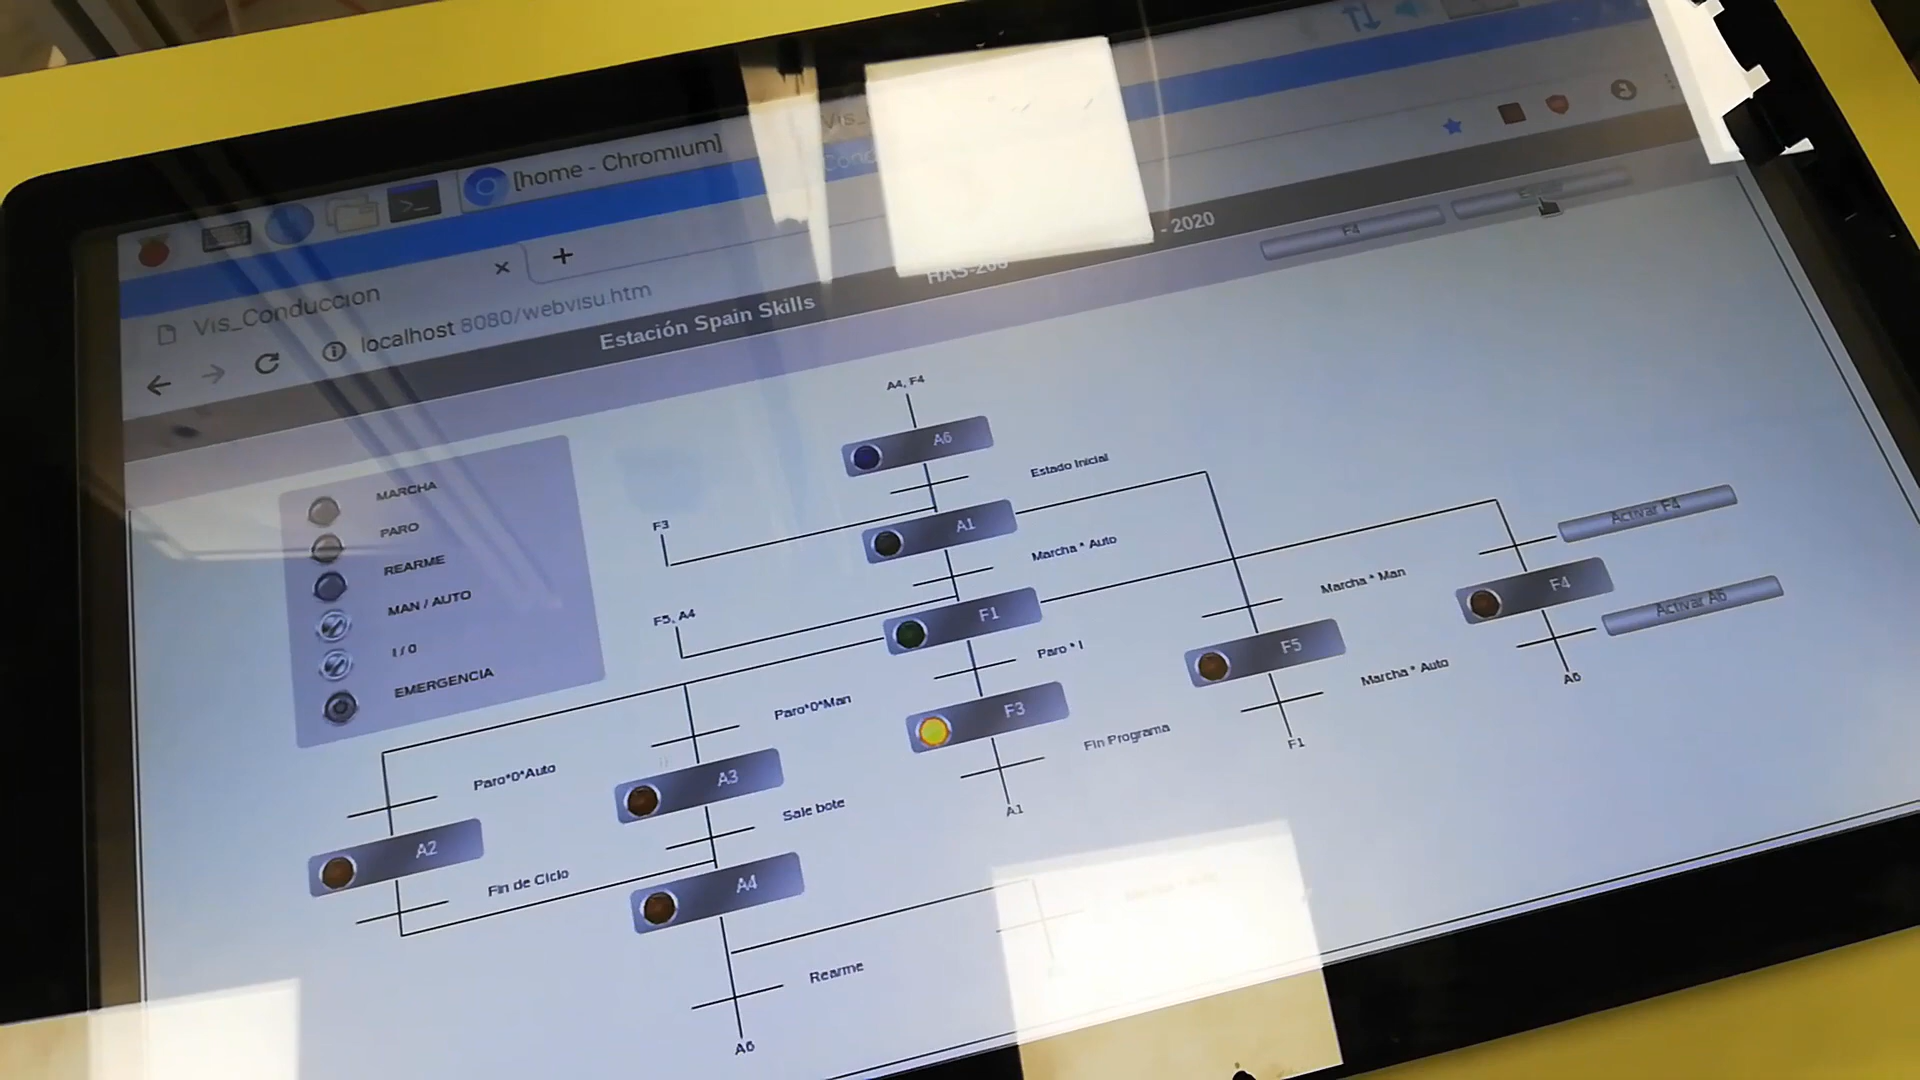 [home - Chromium]
Vis_Conduccion
localhost:8080/webvisu.htm
Estación Spain Skills
- 2020
F4
MARCHA
PARO
REARME
MAN / AUTO
I / 0
EMERGENCIA
A4, F4
A6
Estado Inicial
F3
A1
Marcha * Auto
F5, A4
F1
Paro * I
Marcha * Man
F5
Marcha * Auto
F1
Activar F4
F4
Activar A6
A6
Paro*0*Man
F3
Fin Programa
A1
Paro*0*Auto
A3
Sale bote
A2
Fin de Ciclo
A4
Rearme
A6